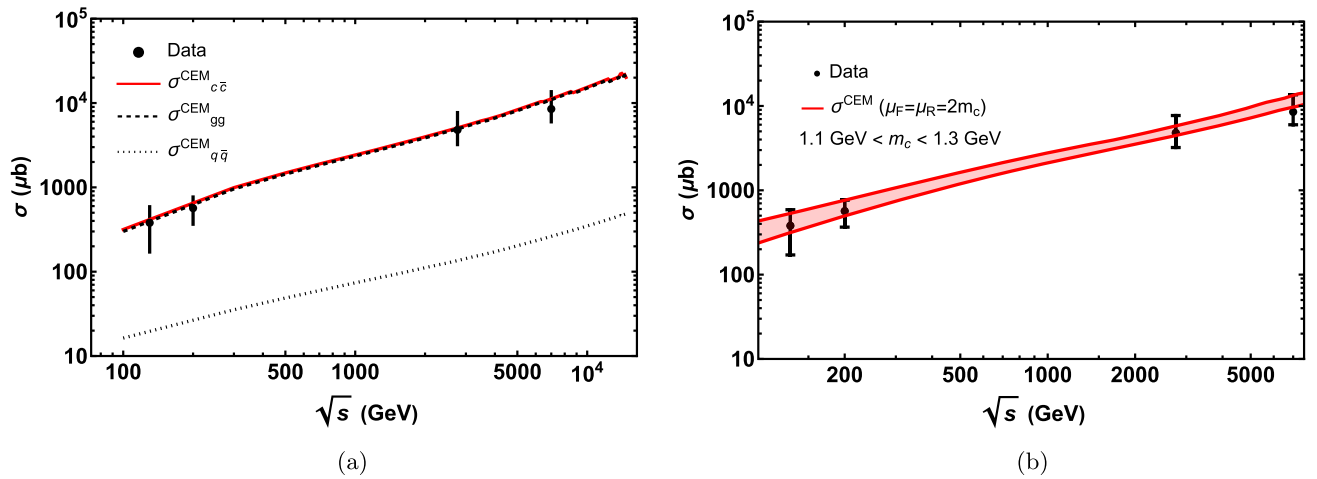 10^5
10^4
1000
100
10
σ (μb)
Data
σ^CEM_c c̄
σ^CEM_gg
σ^CEM_q q̄
100 500 1000 5000 10^4
√s (GeV)
(a)
10^5
10^4
1000
100
10
σ (μb)
Data
σ^CEM (μ_F=μ_R=2m_c)
1.1 GeV < m_c < 1.3 GeV
200 500 1000 2000 5000
√s (GeV)
(b)